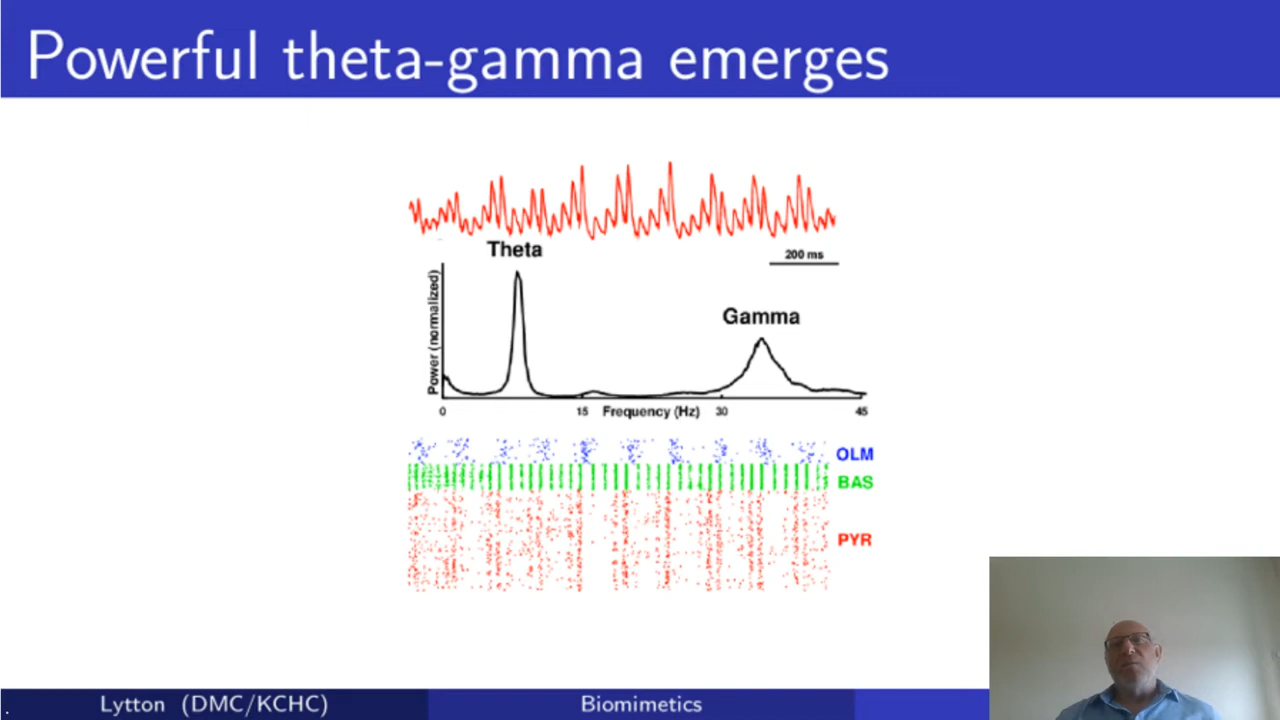 Powerful theta-gamma emerges
Theta
200 ms
Gamma
Power (normalized)
0 15 Frequency (Hz) 30 45
OLM
BAS
PYR
Lytton (DMC/KCHC) Biomimetics